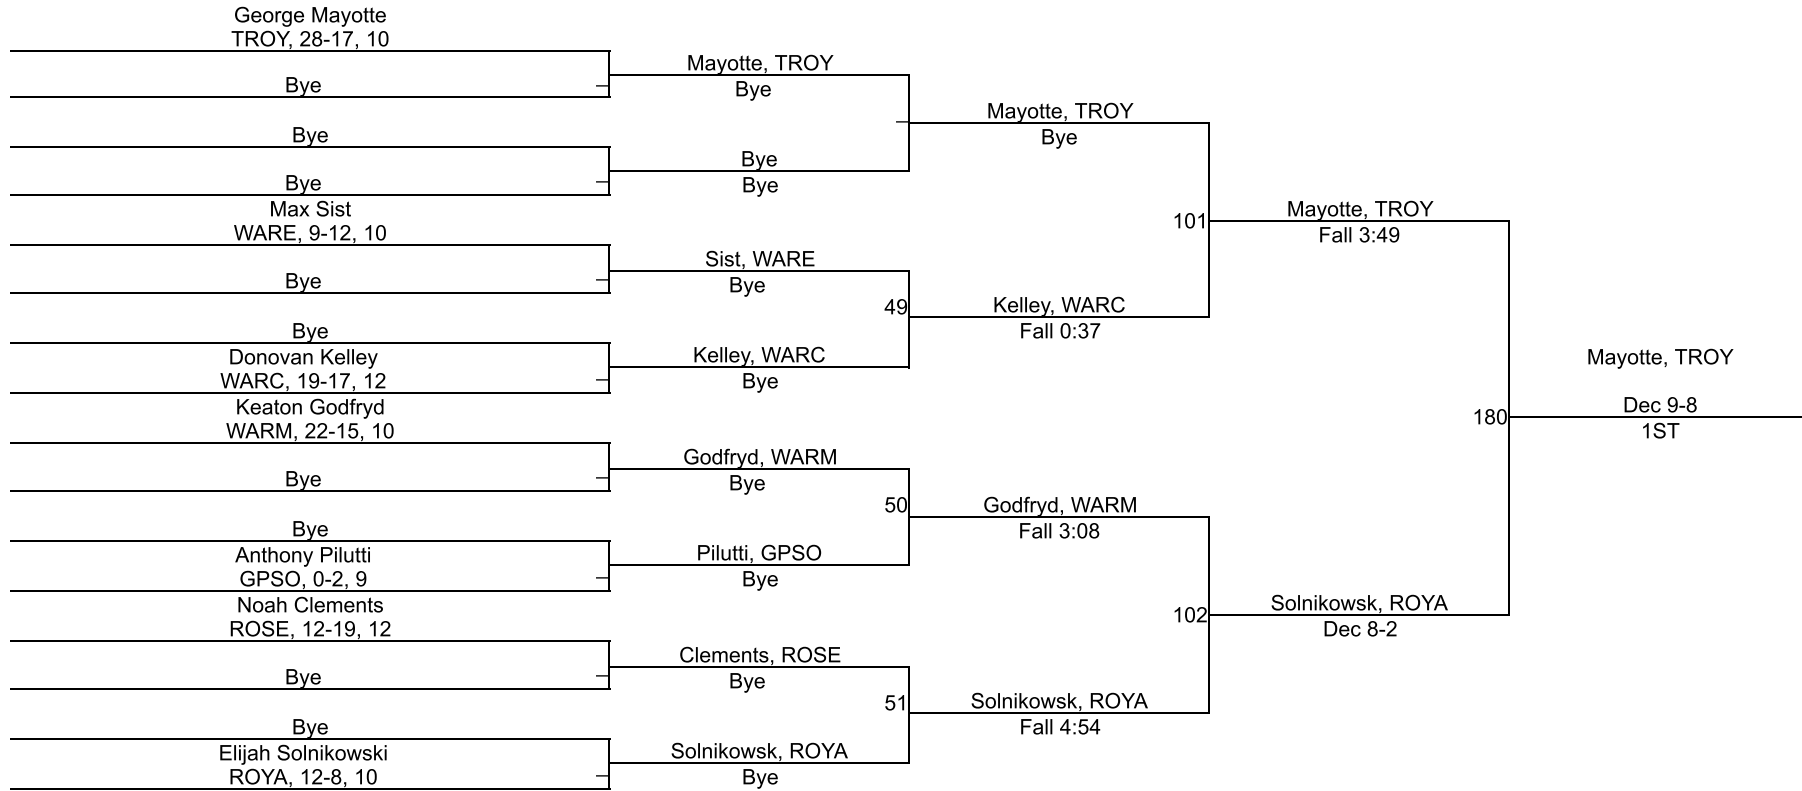 George Mayotte
TROY, 28-17, 10
Bye
Bye
Bye
Max Sist
WARE, 9-12, 10
Bye
Bye
Donovan Kelley
WARC, 19-17, 12
Keaton Godfryd
WARM, 22-15, 10
Bye
Bye
Anthony Pilutti
GPSO, 0-2, 9
Noah Clements
ROSE, 12-19, 12
Bye
Bye
Elijah Solnikowski
ROYA, 12-8, 10
Mayotte, TROY
Bye
Bye
Bye
Sist, WARE
Bye
49
Kelley, WARC
Bye
Godfryd, WARM
Bye
50
Pilutti, GPSO
Bye
Clements, ROSE
Bye
51
Solnikowsk, ROYA
Bye
Mayotte, TROY
Bye
101
Kelley, WARC
Fall 0:37
Godfryd, WARM
Fall 3:08
102
Solnikowsk, ROYA
Fall 4:54
Mayotte, TROY
Fall 3:49
180
Solnikowsk, ROYA
Dec 8-2
Mayotte, TROY
Dec 9-8
1ST